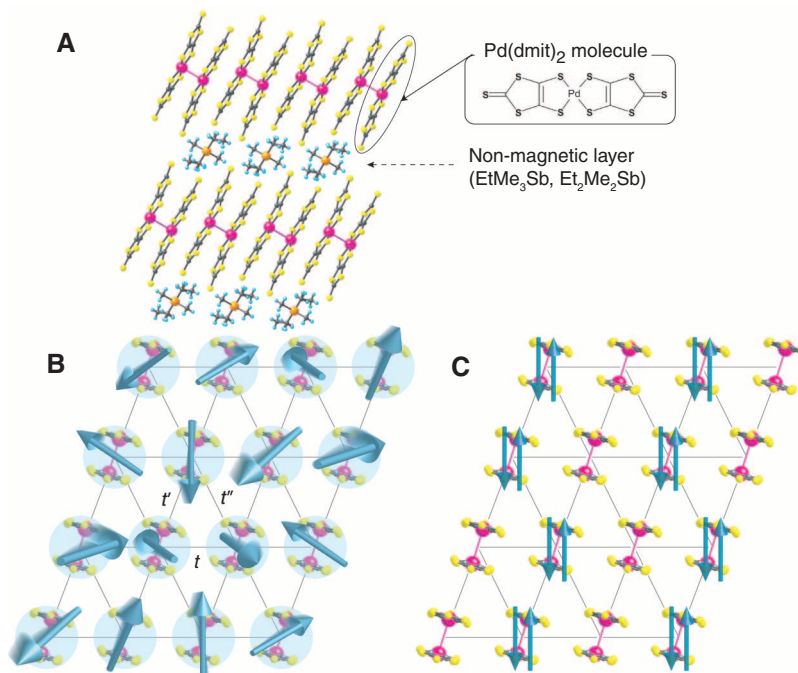 A
Pd(dmit)2 molecule
S S S S S
S Pd S
S S S S
Non-magnetic layer
(EtMe3Sb, Et2Me2Sb)
B
C
t' t"
t